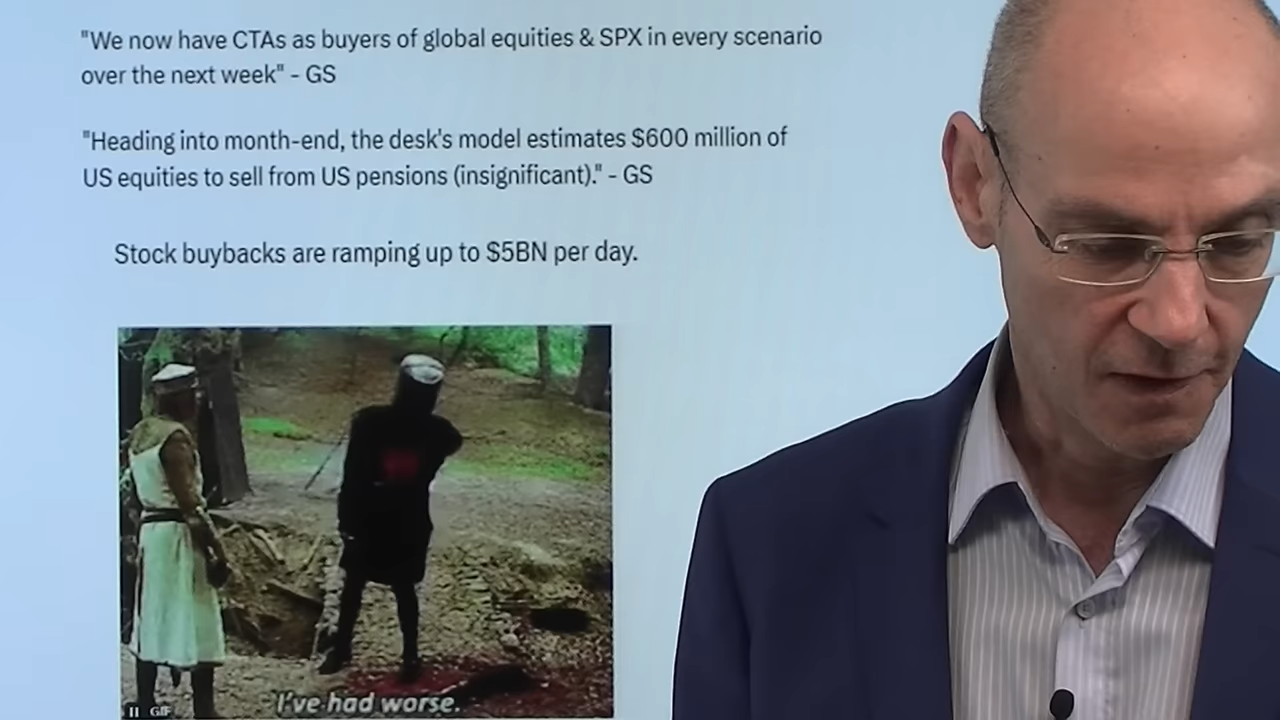 "We now have CTAs as buyers of global equities & SPX in every scenario
over the next week" - GS
"Heading into month-end, the desk's model estimates $600 million of
US equities to sell from US pensions (insignificant)." - GS
Stock buybacks are ramping up to $5BN per day.
I've had worse.
GIF